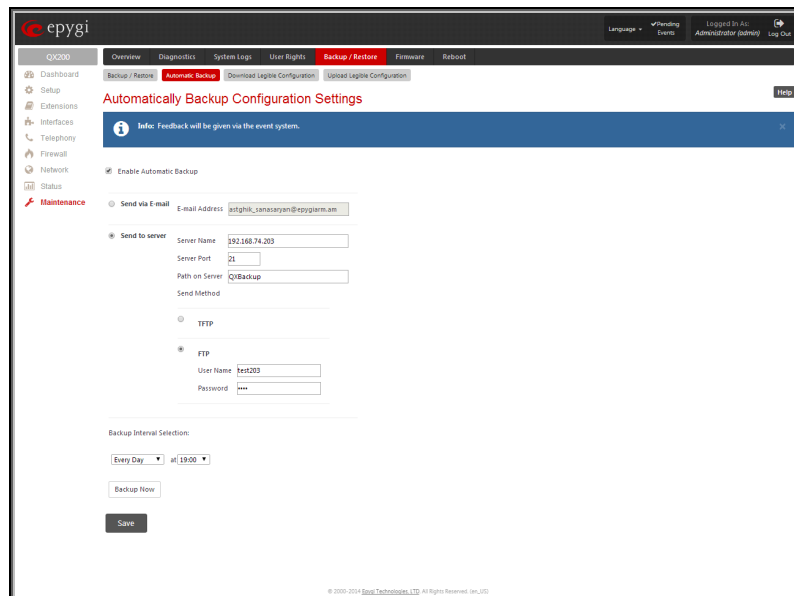 epygi
Language
Pending Events
Logged In As:
Administrator (admin)
Log Out
QX200
Dashboard
Setup
Extensions
Interfaces
Telephony
Firewall
Network
Status
Maintenance
Overview Diagnostics System Logs User Rights Backup / Restore Firmware Reboot
Backup / Restore Automatic Backup Download Legible Configuration Upload Legible Configuration
Automatically Backup Configuration Settings
Help
Info: Feedback will be given via the event system.
Enable Automatic Backup
Send via E-mail
E-mail Address astghik_sanasaryan@epygiarm.am
Send to server
Server Name 192.168.74.203
Server Port 21
Path on Server QXBackup
Send Method
TFTP
FTP
User Name test203
Password ••••
Backup Interval Selection:
Every Day at 19:00
Backup Now
Save
© 2000-2014 Epygi Technologies, LTD. All Rights Reserved. (en_US)